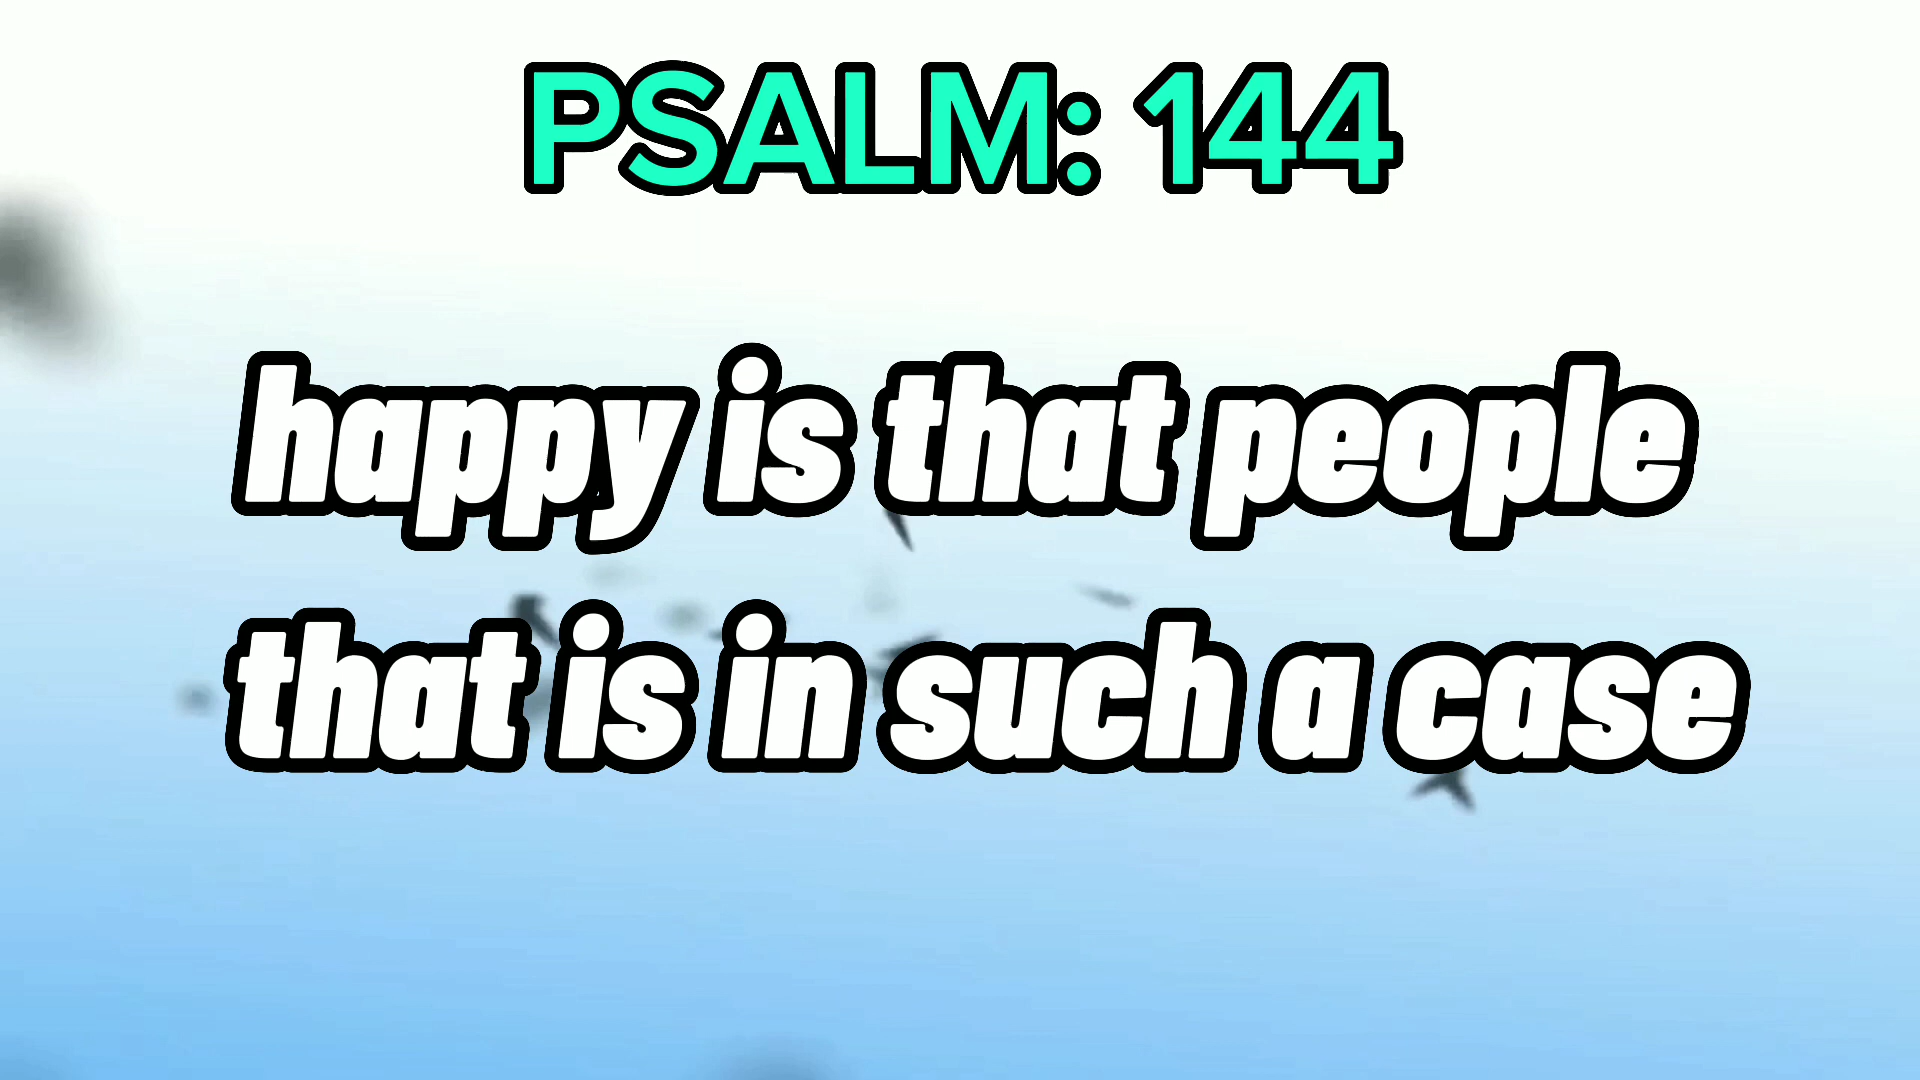 PSALM: 144
happy is that people
that is in such a case